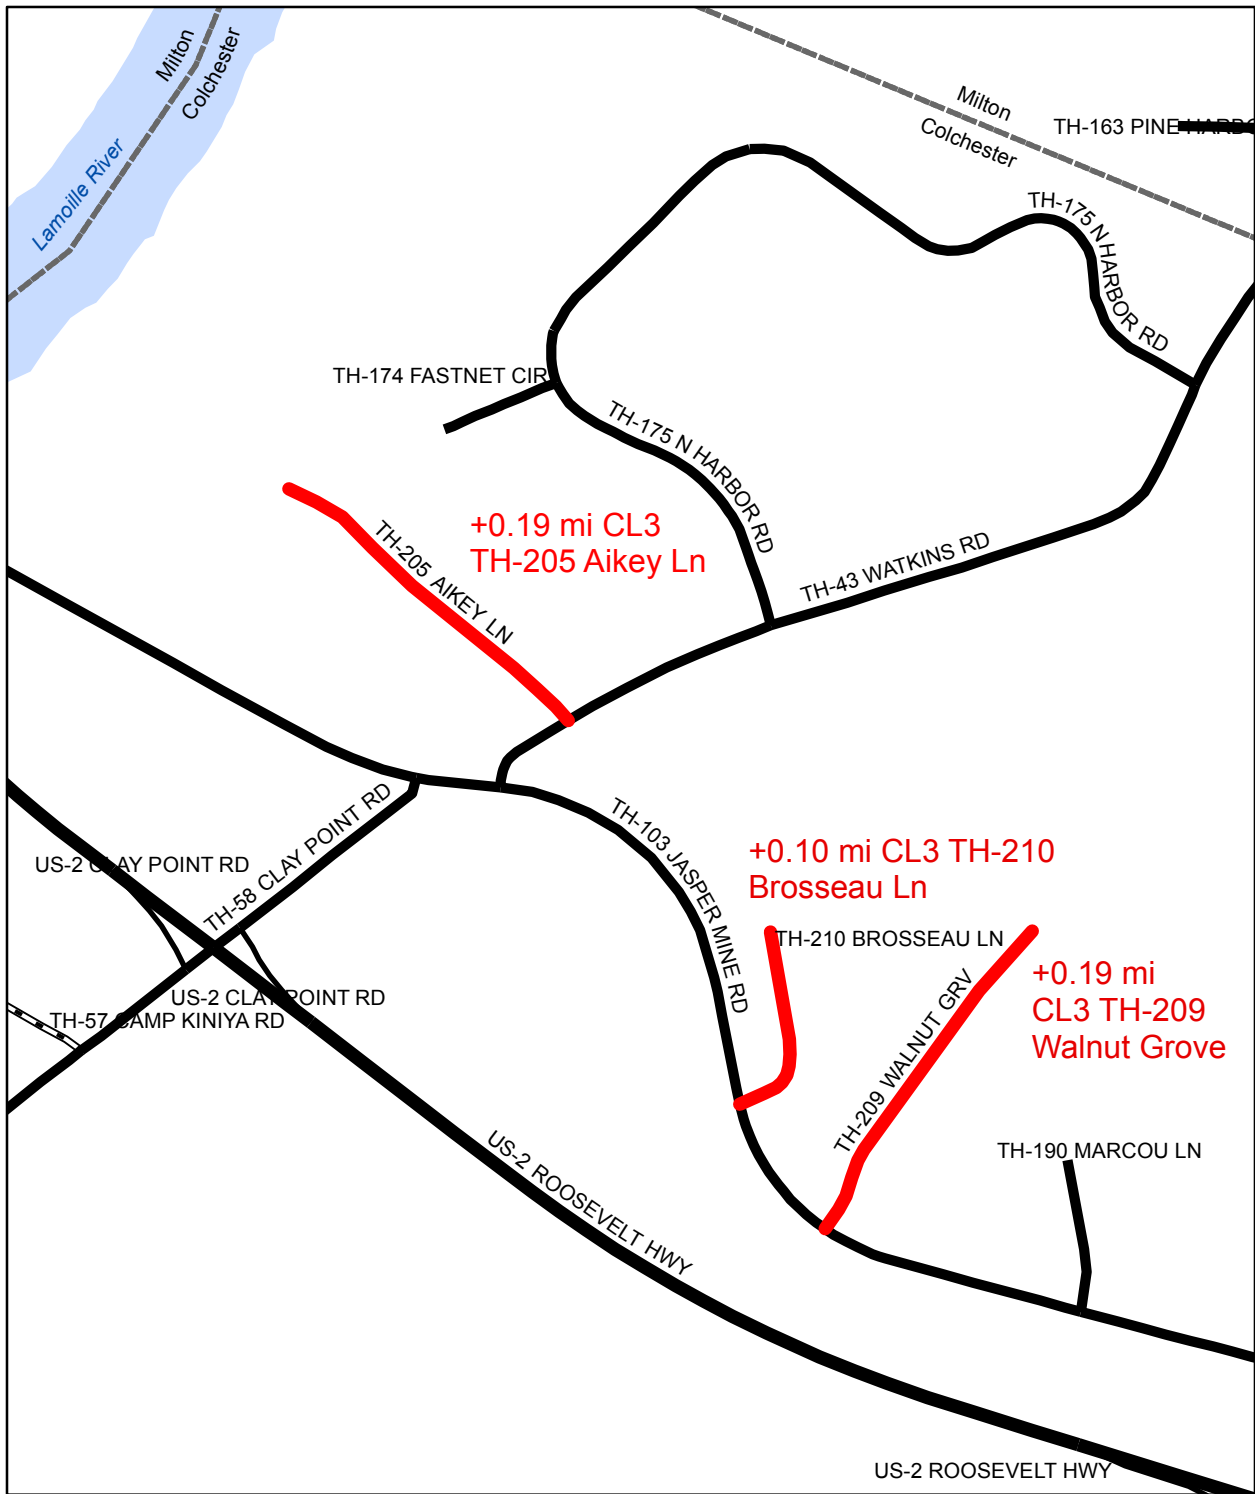 Milton
Colchester
Lamoille River
Milton
Colchester
TH-163 PINE HARBO
TH-175 N HARBOR RD
TH-174 FASTNET CIR
TH-175 N HARBOR RD
+0.19 mi CL3
TH-205 Aikey Ln
TH-205 AIKEY LN
TH-43 WATKINS RD
TH-103 JASPER MINE RD
TH-58 CLAY POINT RD
US-2 CLAY POINT RD
+0.10 mi CL3 TH-210
Brosseau Ln
TH-210 BROSSEAU LN
+0.19 mi
CL3 TH-209
Walnut Grove
TH-209 WALNUT GRV
US-2 CLAY POINT RD
TH-57 CAMP KINIYA RD
TH-190 MARCOU LN
US-2 ROOSEVELT HWY
US-2 ROOSEVELT HWY